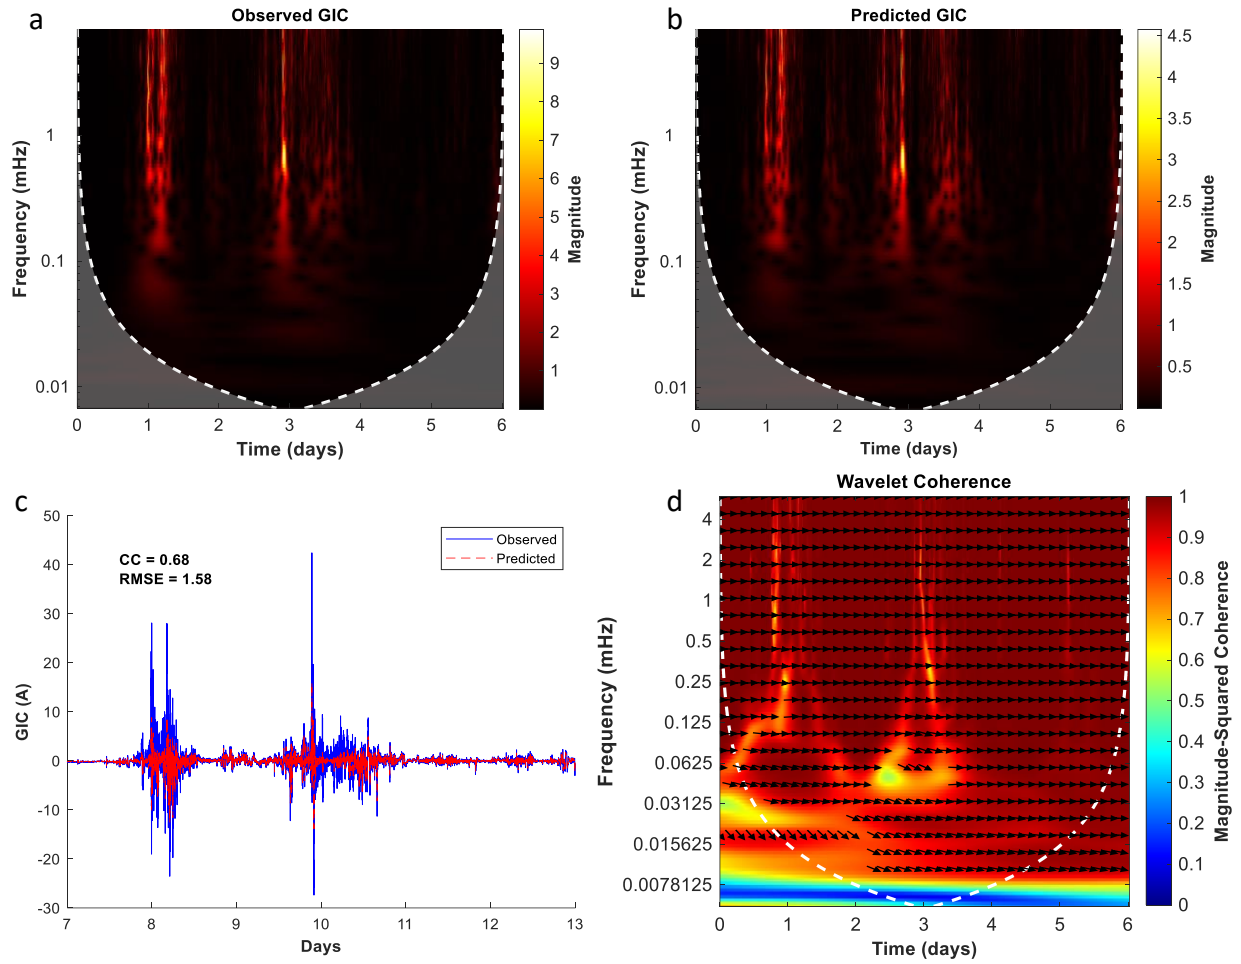 a
Observed GIC
Frequency (mHz)
1
0.1
0.01
0 1 2 3 4 5 6
Time (days)
9
8
7
6
5
4
3
2
1
Magnitude
b
Predicted GIC
Frequency (mHz)
1
0.1
0.01
0 1 2 3 4 5 6
Time (days)
4.5
4
3.5
3
2.5
2
1.5
1
0.5
Magnitude
c
GIC (A)
50
40
30
20
10
0
-10
-20
-30
CC = 0.68
RMSE = 1.58
Observed
Predicted
7 8 9 10 11 12 13
Days
d
Wavelet Coherence
Frequency (mHz)
4
2
1
0.5
0.25
0.125
0.0625
0.03125
0.015625
0.0078125
0 1 2 3 4 5 6
Time (days)
1
0.9
0.8
0.7
0.6
0.5
0.4
0.3
0.2
0.1
0
Magnitude-Squared Coherence